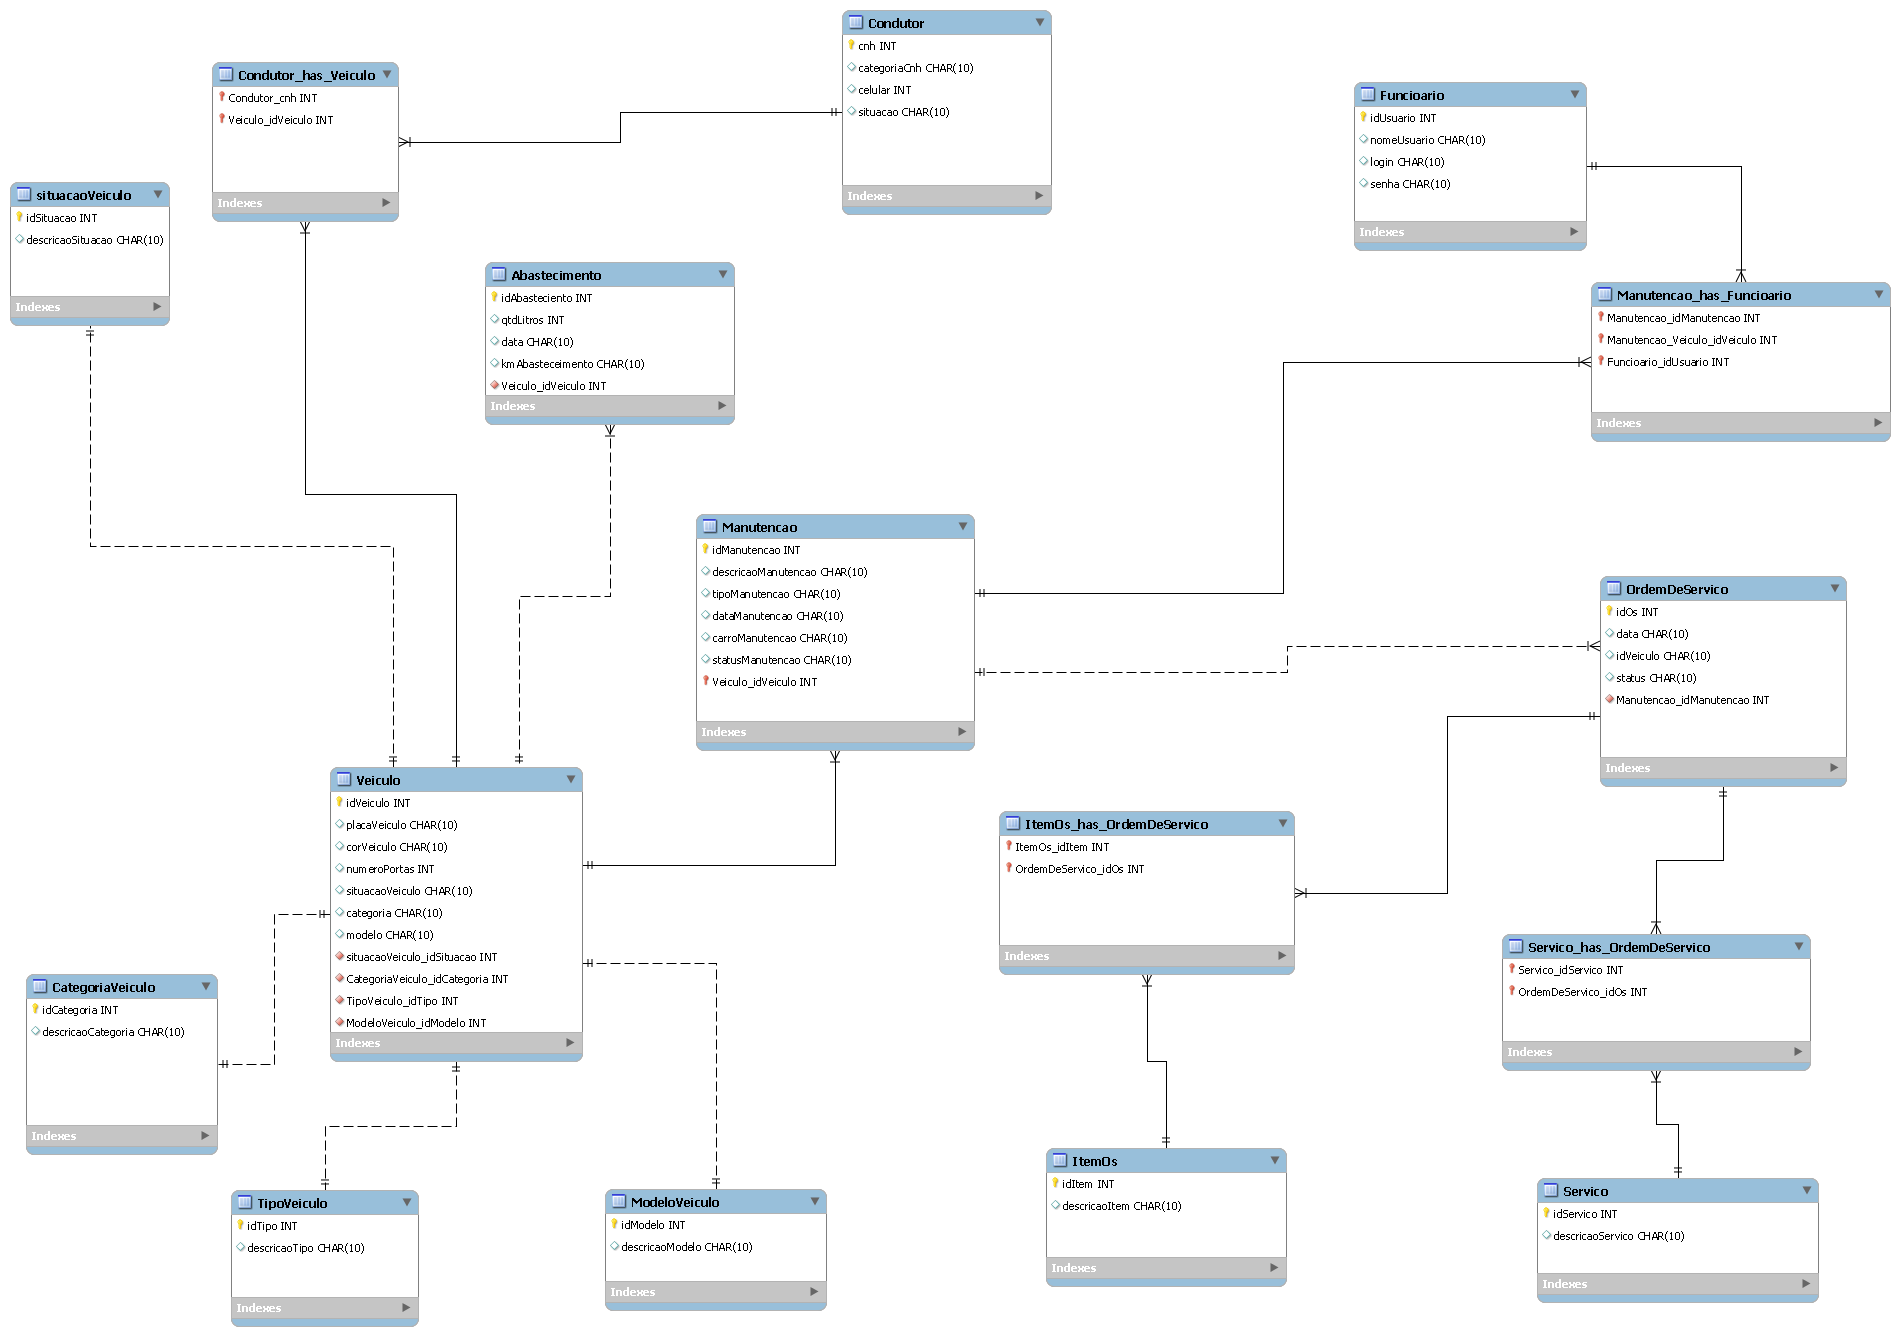 Condutor
cnh INT
categoriaCnh CHAR(10)
celular INT
situacao CHAR(10)
Indexes
Condutor_has_Veiculo
Condutor_cnh INT
Veiculo_idVeiculo INT
Indexes
Funcioario
idUsuario INT
nomeUsuario CHAR(10)
login CHAR(10)
senha CHAR(10)
Indexes
situacaoVeiculo
idSituacao INT
descricaoSituacao CHAR(10)
Indexes
Abastecimento
idAbasteciento INT
qtdLitros INT
data CHAR(10)
kmAbasteceimento CHAR(10)
Veiculo_idVeiculo INT
Indexes
Manutencao_has_Funcioario
Manutencao_idManutencao INT
Manutencao_Veiculo_idVeiculo INT
Funcioario_idUsuario INT
Indexes
Manutencao
idManutencao INT
descricaoManutencao CHAR(10)
tipoManutencao CHAR(10)
dataManutencao CHAR(10)
carroManutencao CHAR(10)
statusManutencao CHAR(10)
Veiculo_idVeiculo INT
Indexes
OrdemDeServico
idOs INT
data CHAR(10)
idVeiculo CHAR(10)
status CHAR(10)
Manutencao_idManutencao INT
Indexes
Veiculo
idVeiculo INT
placaVeiculo CHAR(10)
corVeiculo CHAR(10)
numeroPortas INT
situacaoVeiculo CHAR(10)
categoria CHAR(10)
modelo CHAR(10)
situacaoVeiculo_idSituacao INT
CategoriaVeiculo_idCategoria INT
TipoVeiculo_idTipo INT
ModeloVeiculo_idModelo INT
Indexes
ItemOs_has_OrdemDeServico
ItemOs_idItem INT
OrdemDeServico_idOs INT
Indexes
Servico_has_OrdemDeServico
Servico_idServico INT
OrdemDeServico_idOs INT
Indexes
CategoriaVeiculo
idCategoria INT
descricaoCategoria CHAR(10)
Indexes
TipoVeiculo
idTipo INT
descricaoTipo CHAR(10)
Indexes
ModeloVeiculo
idModelo INT
descricaoModelo CHAR(10)
Indexes
ItemOs
idItem INT
descricaoItem CHAR(10)
Indexes
Servico
idServico INT
descricaoServico CHAR(10)
Indexes